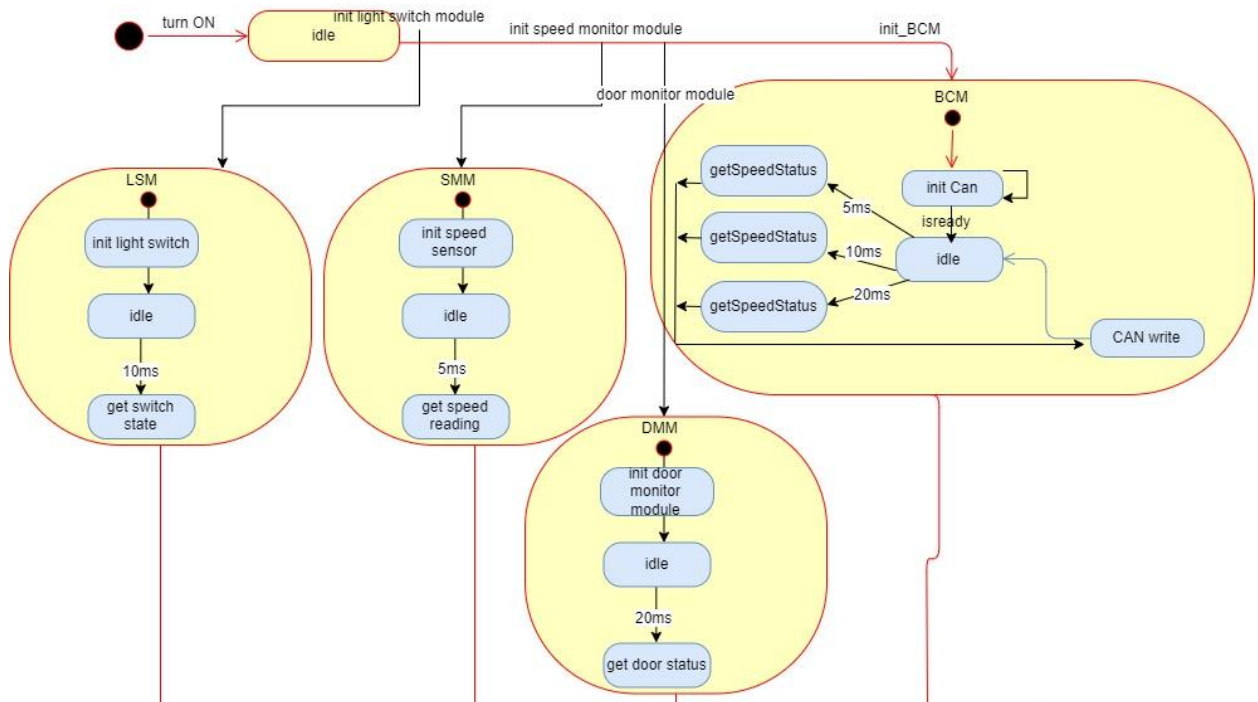 turn ON
idle
init light switch module
init speed monitor module
init_BCM
door monitor module
LSM
init light switch
idle
10ms
get switch
state
SMM
init speed
sensor
idle
5ms
get speed
reading
BCM
init Can
isready
idle
5ms
10ms
20ms
getSpeedStatus
getSpeedStatus
getSpeedStatus
CAN write
DMM
init door
monitor
module
idle
20ms
get door status